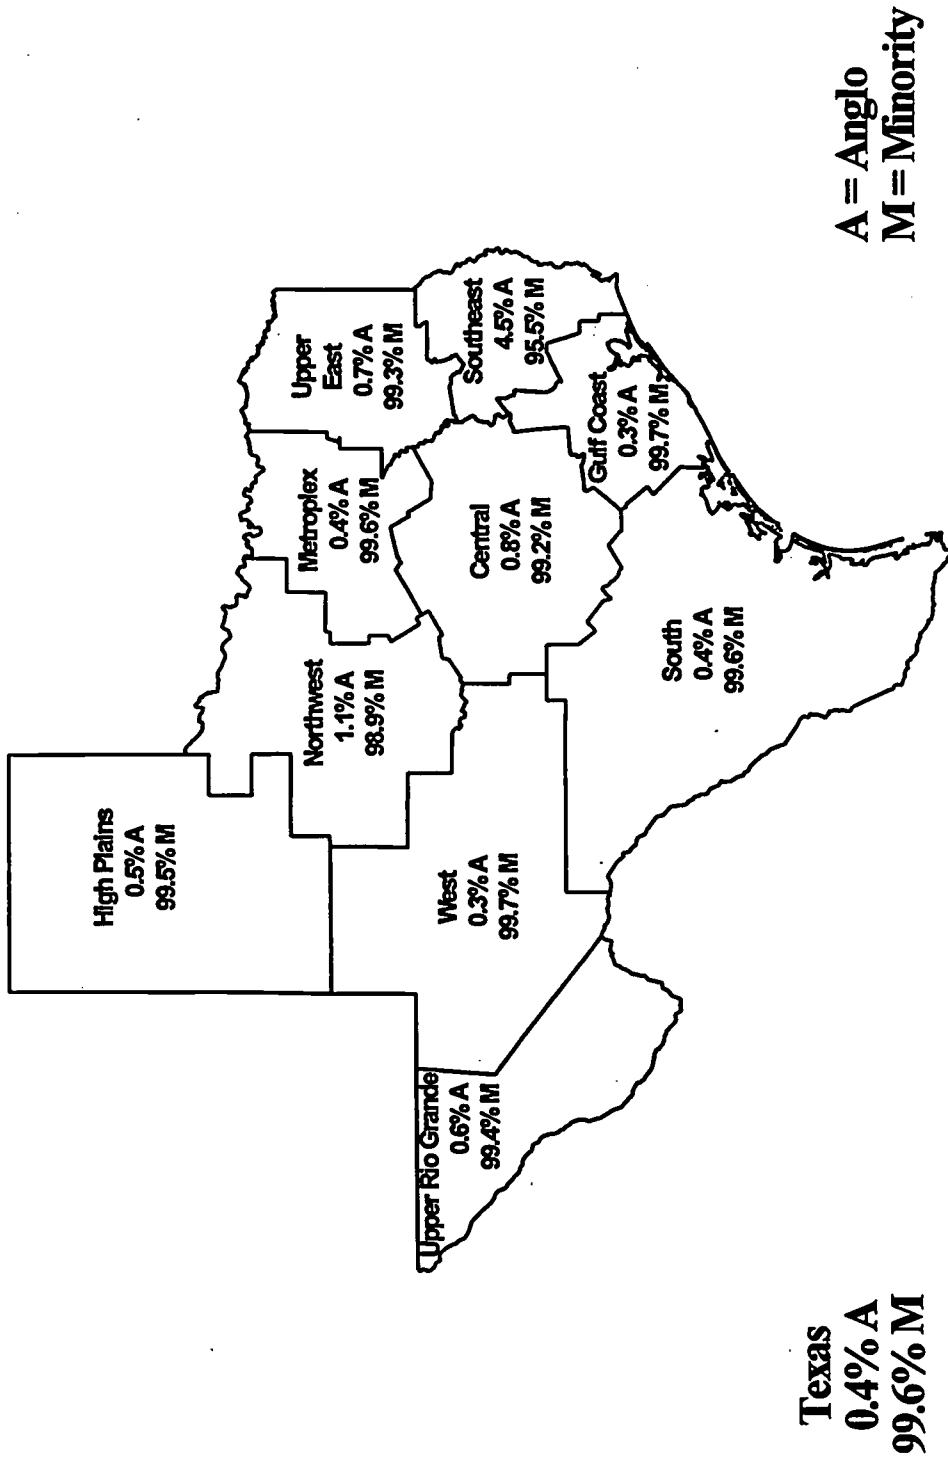 High Plains
0.5% A
99.5% M
Northwest
1.1% A
98.9% M
Metroplex
0.4% A
99.6% M
Upper
East
0.7% A
99.3% M
Upper Rio Grande
0.6% A
99.4% M
West
0.3% A
99.7% M
Central
0.8% A
99.2% M
Southeast
4.5% A
95.5% M
Gulf Coast
0.3% A
99.7% M
South
0.4% A
99.6% M
Texas
0.4% A
99.6% M
A = Anglo
M = Minority